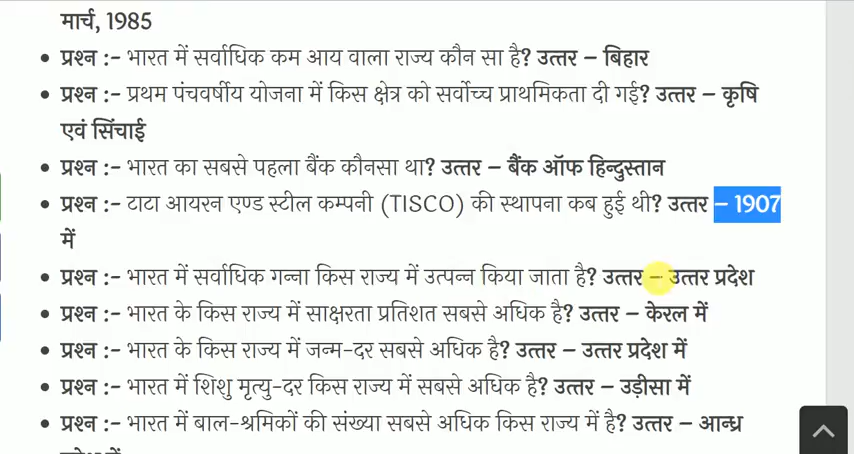 मार्च, 1985
प्रश्न :- भारत में सर्वाधिक कम आय वाला राज्य कौन सा है? उत्तर – बिहार
प्रश्न :- प्रथम पंचवर्षीय योजना में किस क्षेत्र को सर्वोच्च प्राथमिकता दी गई? उत्तर – कृषि
एवं सिंचाई
प्रश्न :- भारत का सबसे पहला बैंक कौनसा था? उत्तर – बैंक ऑफ हिन्दुस्तान
प्रश्न :- टाटा आयरन एण्ड स्टील कम्पनी (TISCO) की स्थापना कब हुई थी? उत्तर – 1907
में
प्रश्न :- भारत में सर्वाधिक गन्ना किस राज्य में उत्पन्न किया जाता है? उत्तर – उत्तर प्रदेश
प्रश्न :- भारत के किस राज्य में साक्षरता प्रतिशत सबसे अधिक है? उत्तर – केरल में
प्रश्न :- भारत के किस राज्य में जन्म-दर सबसे अधिक है? उत्तर – उत्तर प्रदेश में
प्रश्न :- भारत में शिशु मृत्यु-दर किस राज्य में सबसे अधिक है? उत्तर – उड़ीसा में
प्रश्न :- भारत में बाल-श्रमिकों की संख्या सबसे अधिक किस राज्य में है? उत्तर – आन्ध्र